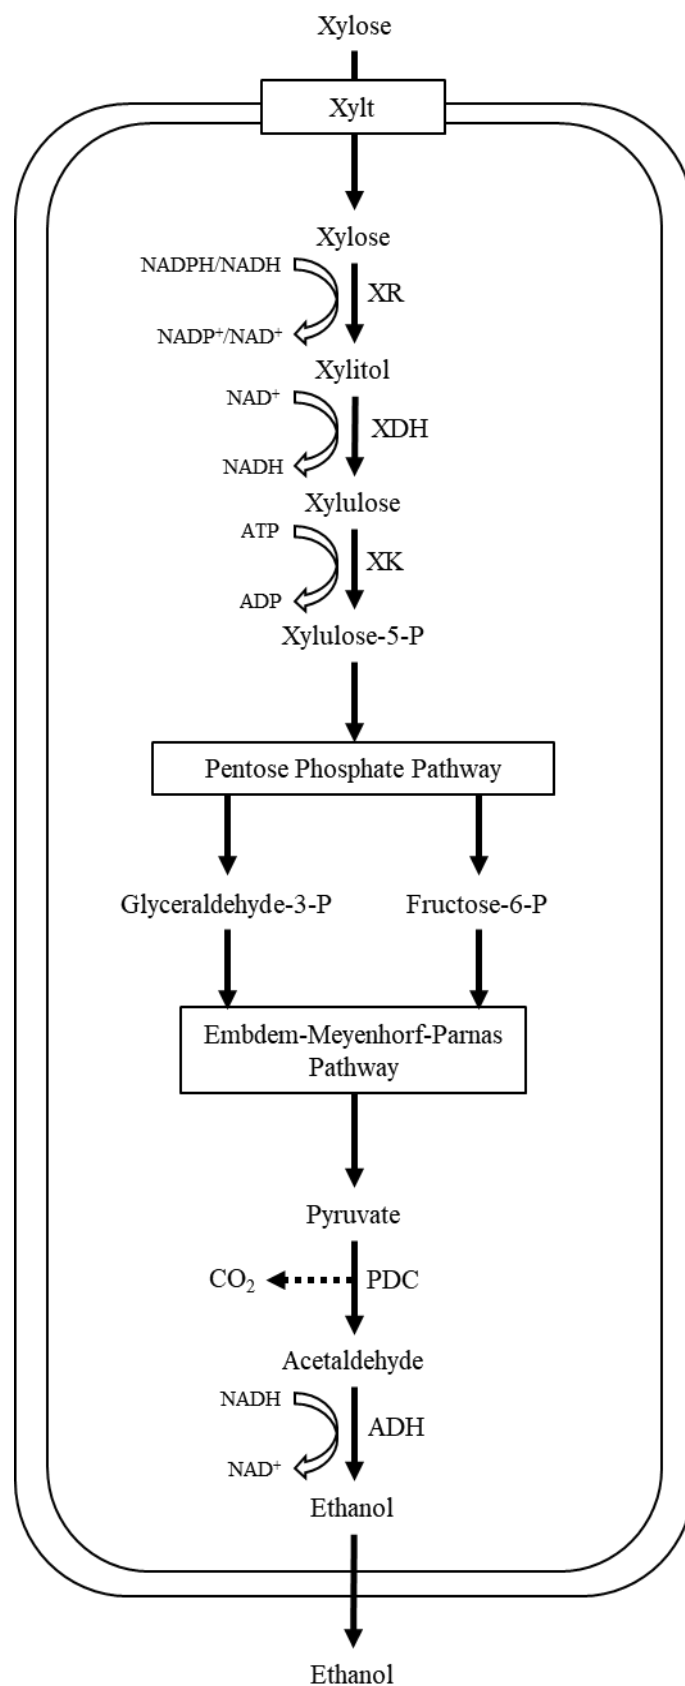 Xylose
Xylt
Xylose
NADPH/NADH
XR
NADP⁺/NAD⁺
Xylitol
NAD⁺
XDH
NADH
Xylulose
ATP
XK
ADP
Xylulose-5-P
Pentose Phosphate Pathway
Glyceraldehyde-3-P
Fructose-6-P
Embdem-Meyenhorf-Parnas
Pathway
Pyruvate
CO₂
PDC
Acetaldehyde
NADH
ADH
NAD⁺
Ethanol
Ethanol